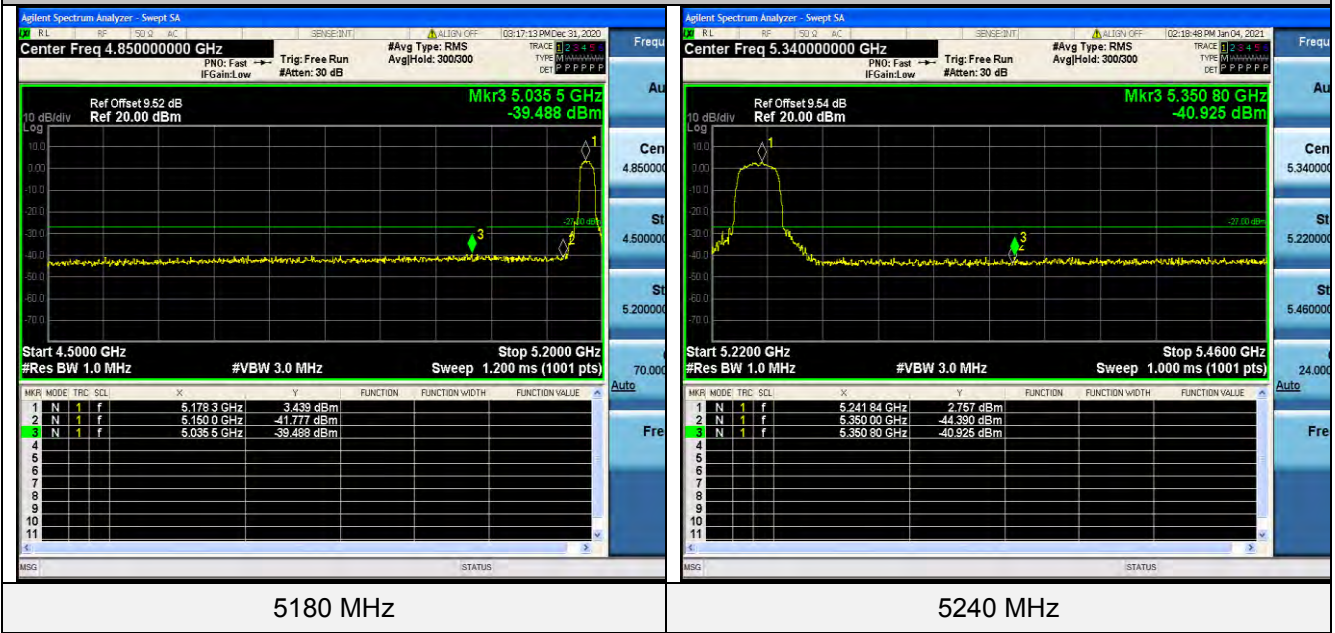 Agilent Spectrum Analyzer - Swept SA
RL RF 50 Ω AC SENSE:INT ALIGN OFF 03:17:13 PM Dec 31, 2020
Center Freq 4.850000000 GHz
PNO: Fast
IFGain:Low
Trig: Free Run
#Atten: 30 dB
#Avg Type: RMS
Avg|Hold: 300/300
TRACE 1 2 3 4 5 6
TYPE M
DET P P P P P P
Frequ
Au
Ref Offset 9.52 dB
Ref 20.00 dBm
10 dB/div
Log
Mkr3 5.035 5 GHz
-39.488 dBm
10.0
0.00
-10.0
-20.0
-30.0
-40.0
-50.0
-60.0
-70.0
-27.00 dBm
1
2
3
Cen
4.850000
St
4.500000
St
5.200000
70.000
Auto
Fre
Start 4.5000 GHz Stop 5.2000 GHz
#Res BW 1.0 MHz #VBW 3.0 MHz Sweep 1.200 ms (1001 pts)
MKR MODE TRC SCL X Y FUNCTION FUNCTION WIDTH FUNCTION VALUE
1 N 1 f 5.178 3 GHz 3.439 dBm
2 N 1 f 5.150 0 GHz -41.777 dBm
3 N 1 f 5.035 5 GHz -39.488 dBm
4
5
6
7
8
9
10
11
MSG STATUS
5180 MHz
Agilent Spectrum Analyzer - Swept SA
RL RF 50 Ω AC SENSE:INT ALIGN OFF 02:18:48 PM Jan 04, 2021
Center Freq 5.340000000 GHz
PNO: Fast
IFGain:Low
Trig: Free Run
#Atten: 30 dB
#Avg Type: RMS
Avg|Hold: 300/300
TRACE 1 2 3 4 5 6
TYPE M
DET P P P P P P
Frequ
Au
Ref Offset 9.54 dB
Ref 20.00 dBm
10 dB/div
Log
Mkr3 5.350 80 GHz
-40.925 dBm
10.0
0.00
-10.0
-20.0
-30.0
-40.0
-50.0
-60.0
-70.0
-27.00 dBm
1
3
2
Cen
5.340000
St
5.220000
St
5.460000
24.000
Auto
Fre
Start 5.2200 GHz Stop 5.4600 GHz
#Res BW 1.0 MHz #VBW 3.0 MHz Sweep 1.000 ms (1001 pts)
MKR MODE TRC SCL X Y FUNCTION FUNCTION WIDTH FUNCTION VALUE
1 N 1 f 5.241 84 GHz 2.757 dBm
2 N 1 f 5.350 00 GHz -44.390 dBm
3 N 1 f 5.350 80 GHz -40.925 dBm
4
5
6
7
8
9
10
11
MSG STATUS
5240 MHz